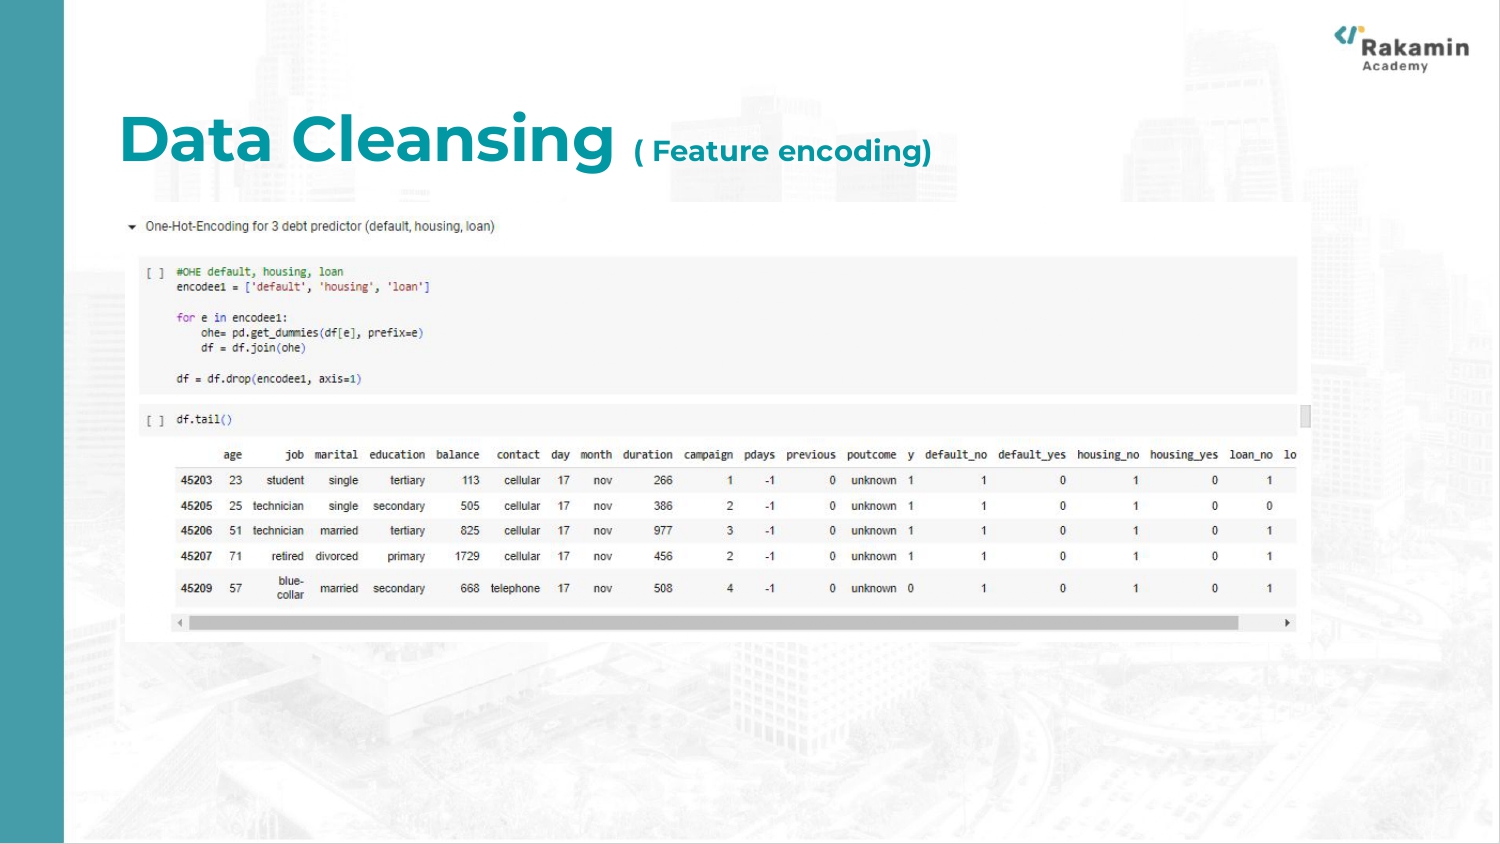 Rakamin
Academy
Data Cleansing ( Feature encoding)
One-Hot-Encoding for 3 debt predictor (default, housing, loan)
[ ] #OHE default, housing, loan
encodee1 = ['default', 'housing', 'loan']
for e in encodee1:
ohe= pd.get_dummies(df[e], prefix=e)
df = df.join(ohe)
df = df.drop(encodee1, axis=1)
[ ] df.tail()
age job marital education balance contact day month duration campaign pdays previous poutcome y default_no default_yes housing_no housing_yes loan_no lo
45203 23 student single tertiary 113 cellular 17 nov 266 1 -1 0 unknown 1 1 0 1 0 1
45205 25 technician single secondary 505 cellular 17 nov 386 2 -1 0 unknown 1 1 0 1 0 0
45206 51 technician married tertiary 825 cellular 17 nov 977 3 -1 0 unknown 1 1 0 1 0 1
45207 71 retired divorced primary 1729 cellular 17 nov 456 2 -1 0 unknown 1 1 0 1 0 1
45209 57 blue-
collar married secondary 668 telephone 17 nov 508 4 -1 0 unknown 0 1 0 1 0 1